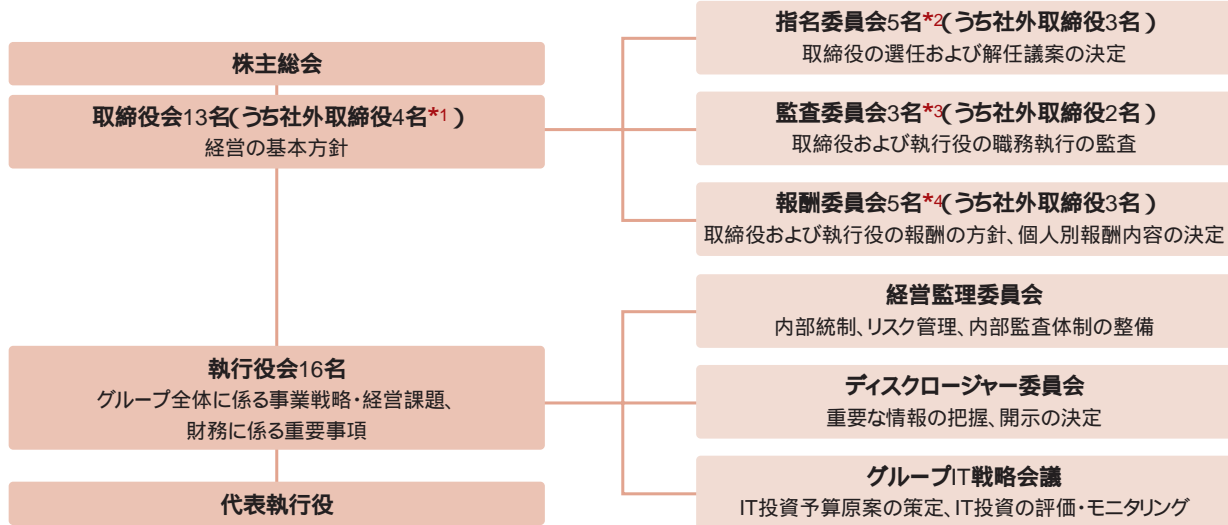 株主総会
取締役会13名(うち社外取締役4名*1)
経営の基本方針
指名委員会5名*2(うち社外取締役3名)
取締役の選任および解任議案の決定
監査委員会3名*3(うち社外取締役2名)
取締役および執行役の職務執行の監査
報酬委員会5名*4(うち社外取締役3名)
取締役および執行役の報酬の方針、個人別報酬内容の決定
執行役会16名
グループ全体に係る事業戦略・経営課題、
財務に係る重要事項
代表執行役
経営監理委員会
内部統制、リスク管理、内部監査体制の整備
ディスクロージャー委員会
重要な情報の把握、開示の決定
グループIT戦略会議
IT投資予算原案の策定、IT投資の評価・モニタリング